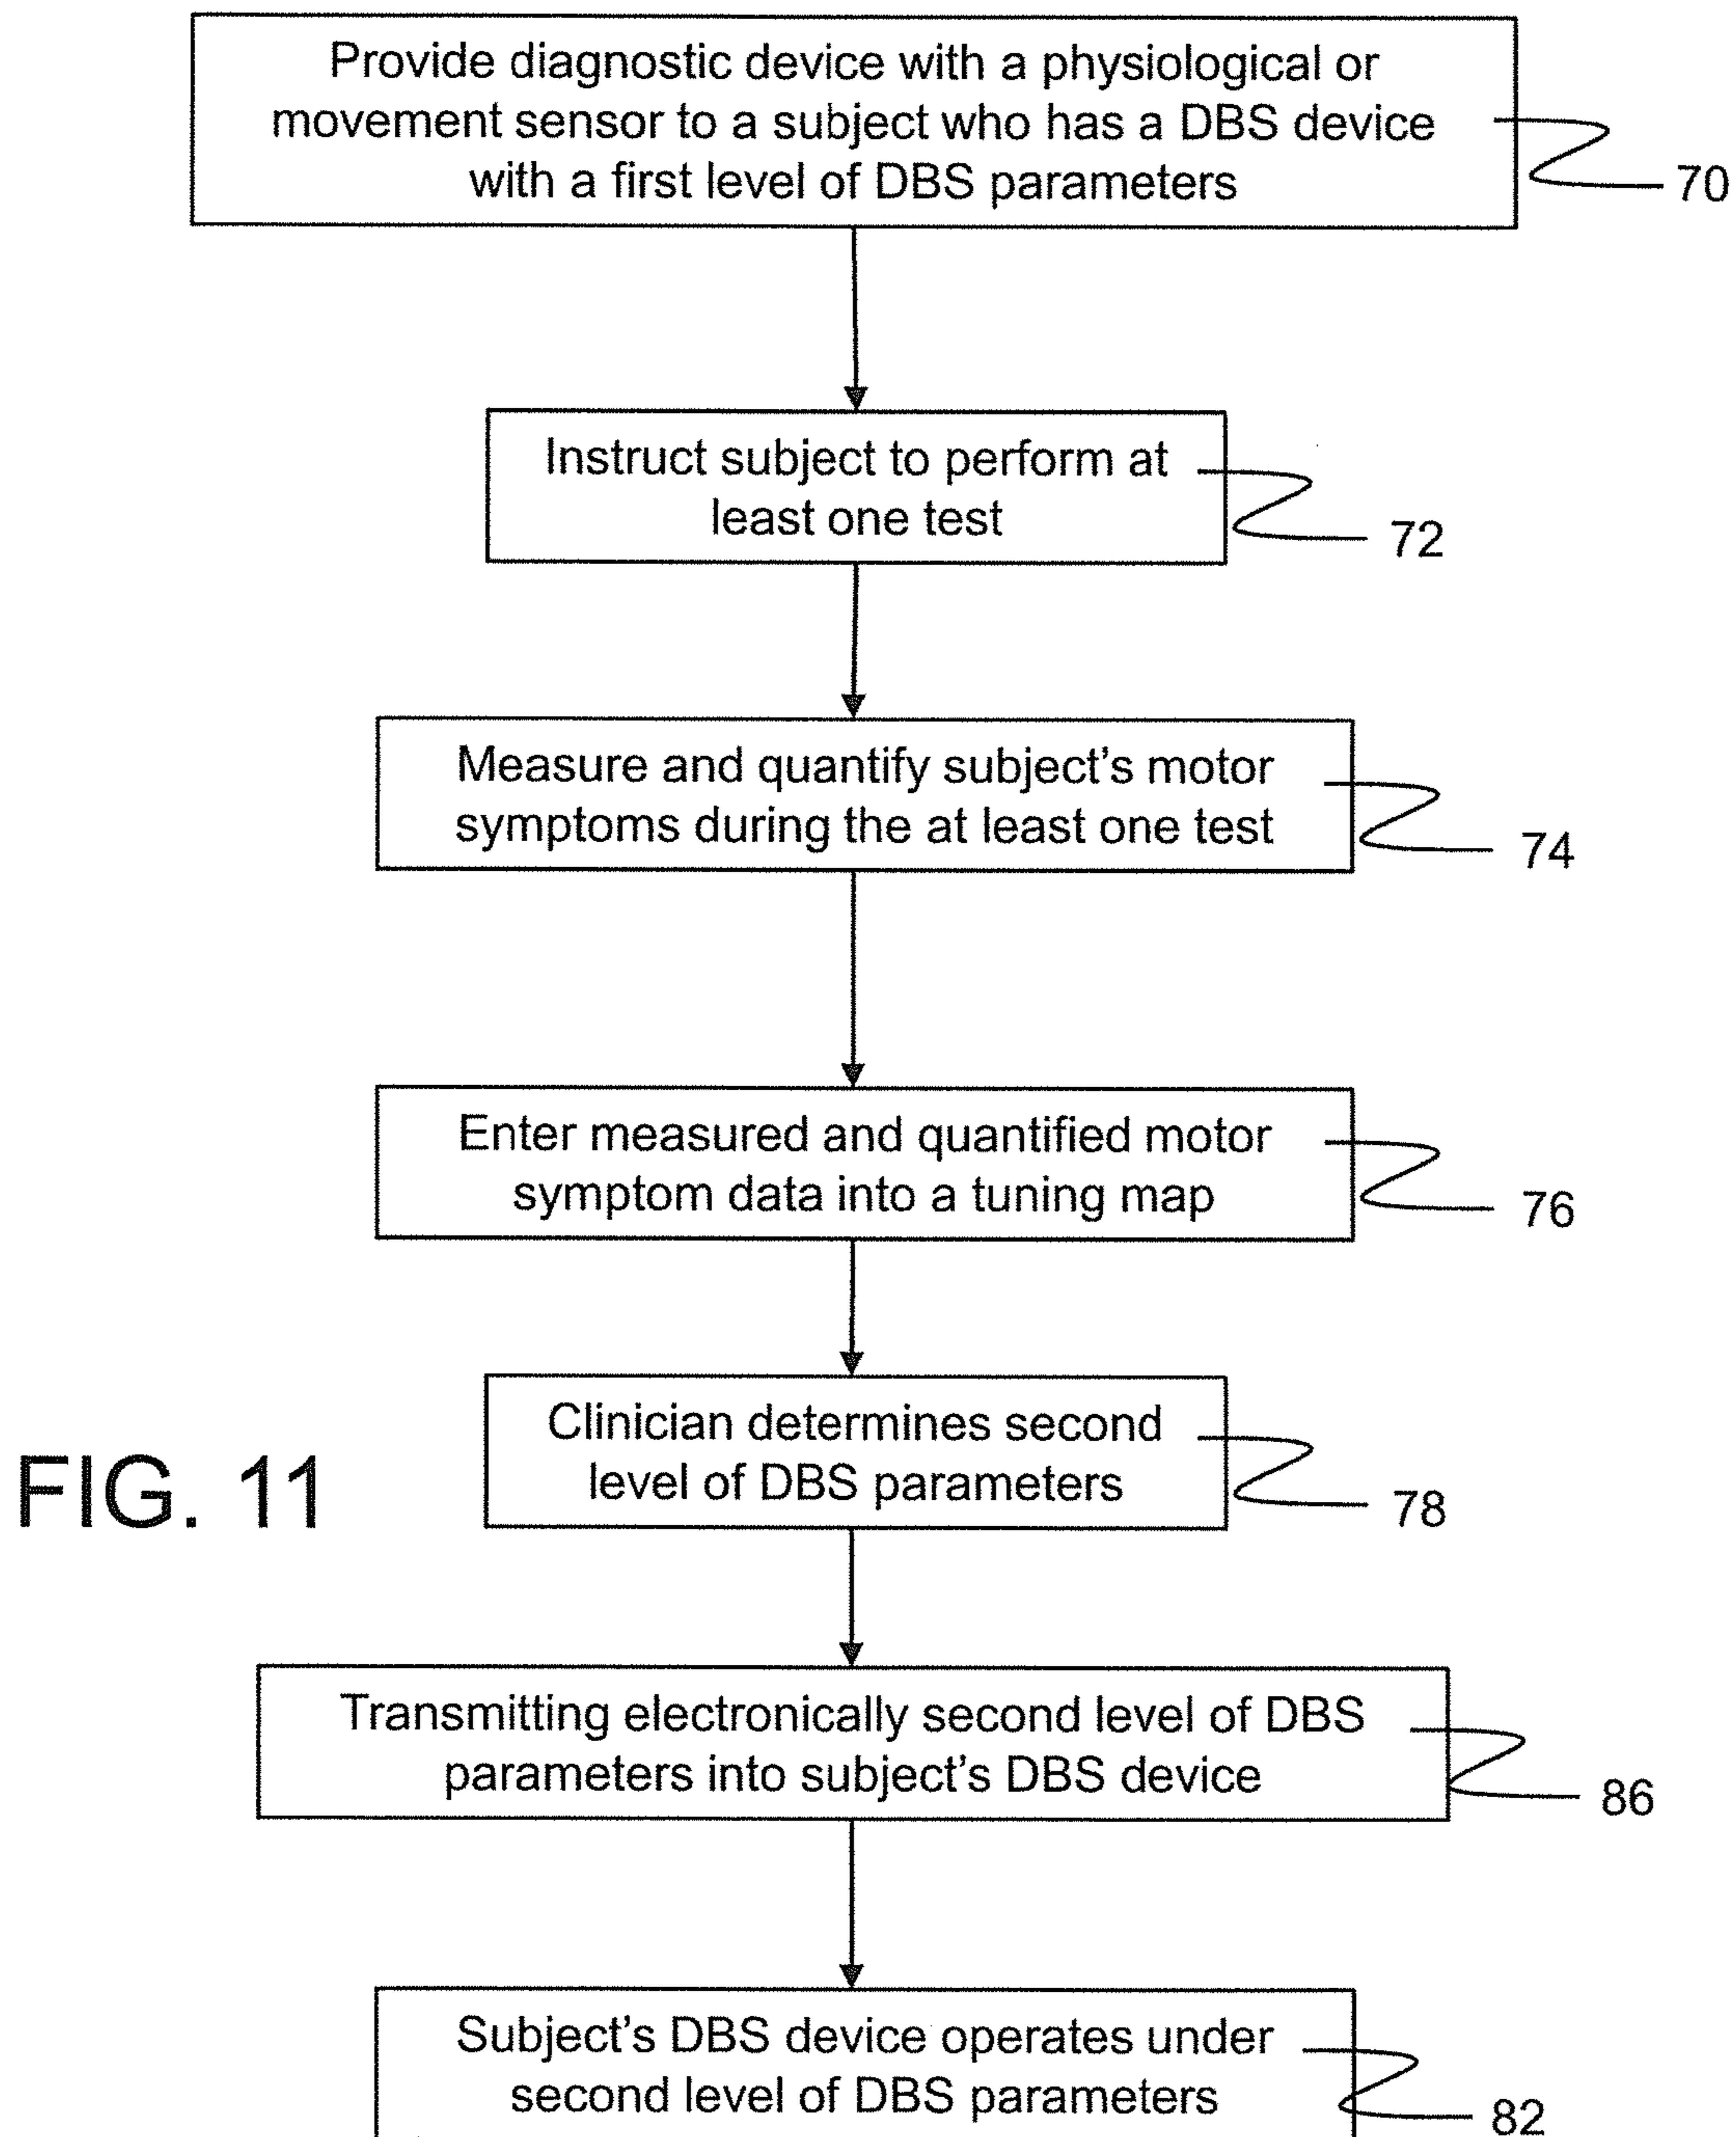 Provide diagnostic device with a physiological or
movement sensor to a subject who has a DBS device
with a first level of DBS parameters
70
Instruct subject to perform at
least one test
72
Measure and quantify subject's motor
symptoms during the at least one test
74
Enter measured and quantified motor
symptom data into a tuning map
76
Clinician determines second
level of DBS parameters
78
FIG. 11
Transmitting electronically second level of DBS
parameters into subject's DBS device
86
Subject's DBS device operates under
second level of DBS parameters
82